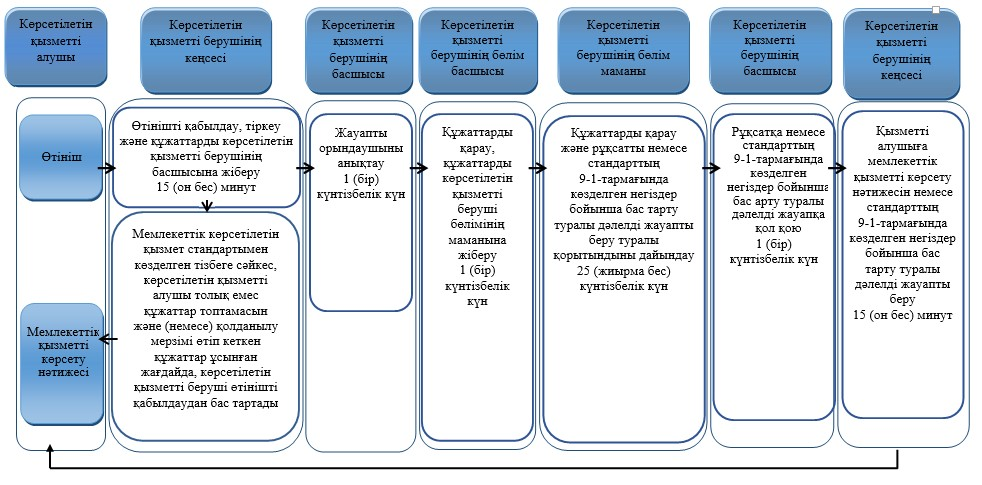 Көрсетілетін
қызметті
алушы
Көрсетілетін
қызметті берушінің
кеңсесі
Көрсетілетін
қызметті
берушінің
басшысы
Көрсетілетін
қызметті
берушінің бөлім
басшысы
Көрсетілетін
қызметті
берушінің бөлім
маманы
Көрсетілетін
қызметті
берушінің
басшысы
Көрсетілетін
қызметті
берушінің
кеңсесі
Өтініш
Өтінішті қабылдау, тіркеу
және құжаттарды көрсетілетін
қызметті берушінің
басшысына жіберу
15 (он бес) минут
Жауапты
орындаушыны
анықтау
1 (бір)
күнтізбелік күн
Құжаттарды
қарау,
құжаттарды
көрсетілетін
қызметті
беруші
бөлімінің
маманына
жіберу
1 (бір)
күнтізбелік
күн
Құжаттарды қарау
және рұқсатты немесе
стандарттың
9-1-тармағында
көзделген негіздер
бойынша бас тарту
туралы дәлелді жауапты
беру туралы
қорытындыны дайындау
25 (жиырма бес)
күнтізбелік күн
Рұқсатқа немесе
стандарттың
9-1-тармағында
көзделген
негіздер бойынша
бас арту туралы
дәлелді жауапқа
қол қою
1 (бір)
күнтізбелік күн
Қызметті
алушыға
мемлекеттік
қызметті көрсету
нәтижесін немесе
стандарттың
9-1-тармағында
көзделген негіздер
бойынша бас
тарту туралы
дәлелді жауапты
беру
15 (он бес) минут
Мемлекеттік көрсетілетін
қызмет стандартымен
көзделген тізбеге сәйкес,
көрсетілетін қызметті
алушы толық емес
құжаттар топтамасын
және (немесе) қолданылу
мерзімі өтіп кеткен
құжаттар ұсынған
жағдайда, көрсетілетін
қызметті беруші өтінішті
қабылдаудан бас тартады
Мемлекеттік
қызметті
көрсету
нәтижесі